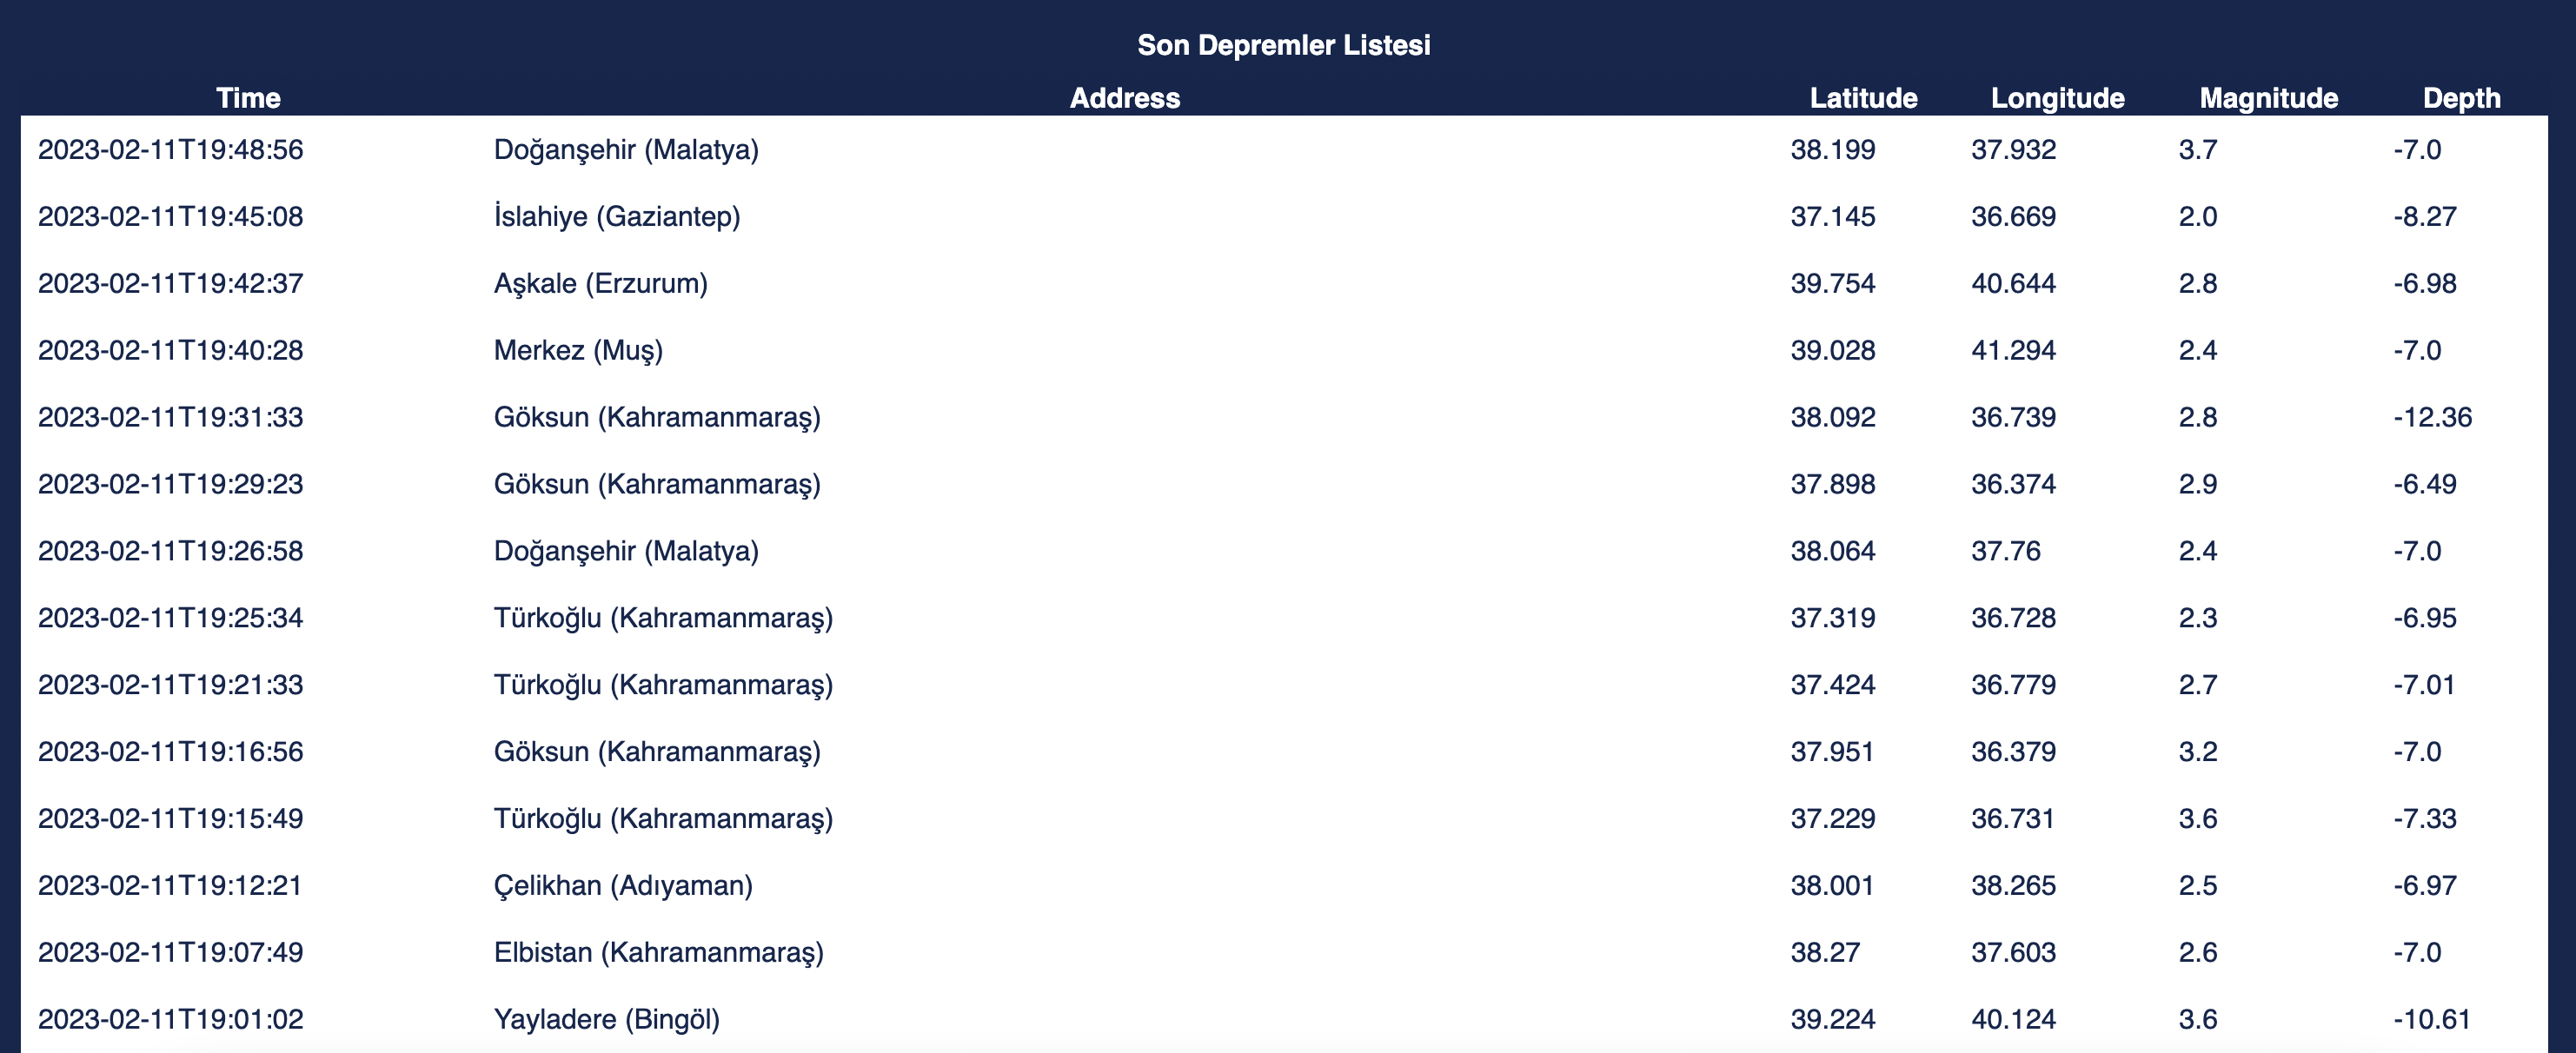 Son Depremler Listesi
Time Address Latitude Longitude Magnitude Depth
2023-02-11T19:48:56 Doğanşehir (Malatya) 38.199 37.932 3.7 -7.0
2023-02-11T19:45:08 İslahiye (Gaziantep) 37.145 36.669 2.0 -8.27
2023-02-11T19:42:37 Aşkale (Erzurum) 39.754 40.644 2.8 -6.98
2023-02-11T19:40:28 Merkez (Muş) 39.028 41.294 2.4 -7.0
2023-02-11T19:31:33 Göksun (Kahramanmaraş) 38.092 36.739 2.8 -12.36
2023-02-11T19:29:23 Göksun (Kahramanmaraş) 37.898 36.374 2.9 -6.49
2023-02-11T19:26:58 Doğanşehir (Malatya) 38.064 37.76 2.4 -7.0
2023-02-11T19:25:34 Türkoğlu (Kahramanmaraş) 37.319 36.728 2.3 -6.95
2023-02-11T19:21:33 Türkoğlu (Kahramanmaraş) 37.424 36.779 2.7 -7.01
2023-02-11T19:16:56 Göksun (Kahramanmaraş) 37.951 36.379 3.2 -7.0
2023-02-11T19:15:49 Türkoğlu (Kahramanmaraş) 37.229 36.731 3.6 -7.33
2023-02-11T19:12:21 Çelikhan (Adıyaman) 38.001 38.265 2.5 -6.97
2023-02-11T19:07:49 Elbistan (Kahramanmaraş) 38.27 37.603 2.6 -7.0
2023-02-11T19:01:02 Yayladere (Bingöl) 39.224 40.124 3.6 -10.61